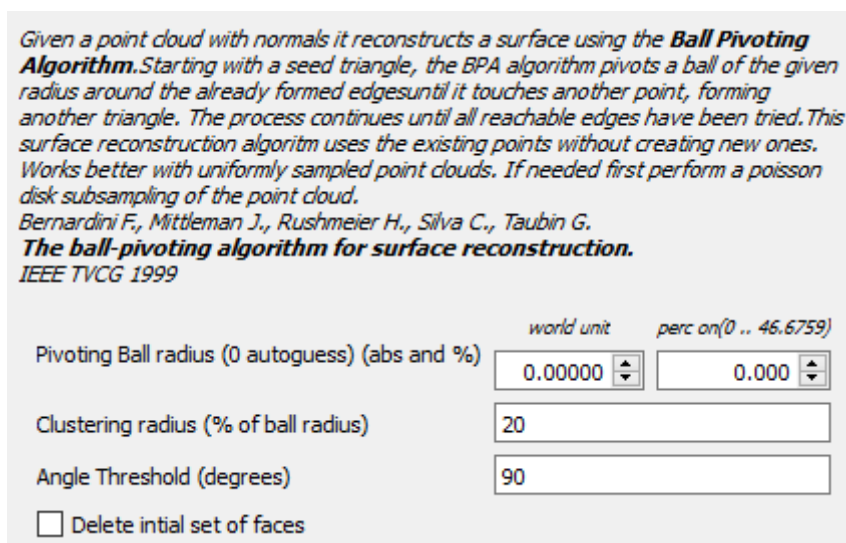 Given a point cloud with normals it reconstructs a surface using the Ball Pivoting
Algorithm.Starting with a seed triangle, the BPA algorithm pivots a ball of the given
radius around the already formed edgesuntil it touches another point, forming
another triangle. The process continues until all reachable edges have been tried.This
surface reconstruction algoritm uses the existing points without creating new ones.
Works better with uniformly sampled point clouds. If needed first perform a poisson
disk subsampling of the point cloud.
Bernardini F., Mittleman J., Rushmeier H., Silva C., Taubin G.
The ball-pivoting algorithm for surface reconstruction.
IEEE TVCG 1999
world unit perc on(0 .. 46.6759)
Pivoting Ball radius (0 autoguess) (abs and %) 0.00000 0.000
Clustering radius (% of ball radius) 20
Angle Threshold (degrees) 90
Delete intial set of faces